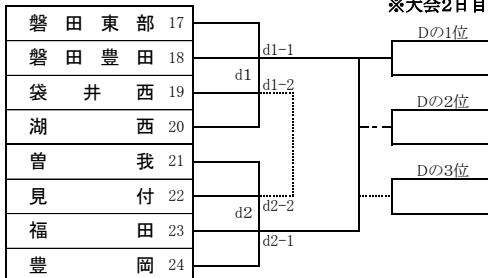 ※大会2日目
磐田東部 17
磐田豊田 18
袋井西 19
湖西 20
曽我 21
見付 22
福田 23
豊岡 24
d1
d1-1
d1-2
d2
d2-2
d2-1
Dの1位
Dの2位
Dの3位